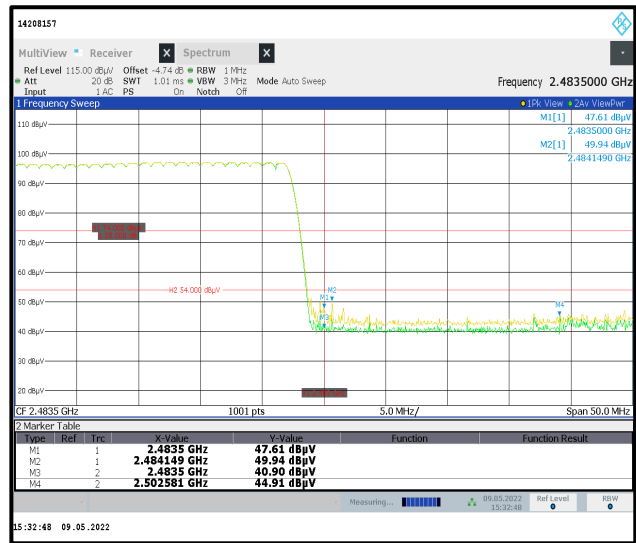 14208157
MultiView Receiver X Spectrum X
Ref Level 115.00 dBµV Offset -4.74 dB RBW 1 MHz
Att 20 dB SWT 1.01 ms VBW 3 MHz Mode Auto Sweep Frequency 2.4835000 GHz
Input 1 AC PS On Notch Off
1 Frequency Sweep 1Pk View 2Av ViewPwr
M1[1] 47.61 dBµV
2.4835000 GHz
M2[1] 49.94 dBµV
2.4841490 GHz
110 dBµV
100 dBµV
90 dBµV
80 dBµV
70 dBµV
60 dBµV
H2 54.000 dBµV
M2
M1
50 dBµV
M4
M3
40 dBµV
30 dBµV
20 dBµV
CF 2.4835 GHz 1001 pts 5.0 MHz/ Span 50.0 MHz
2 Marker Table
Type Ref Trc X-Value Y-Value Function Function Result
M1 1 2.4835 GHz 47.61 dBµV
M2 1 2.484149 GHz 49.94 dBµV
M3 2 2.4835 GHz 40.90 dBµV
M4 2 2.502581 GHz 44.91 dBµV
Measuring... 09.05.2022 15:32:48 Ref Level RBW
15:32:48 09.05.2022